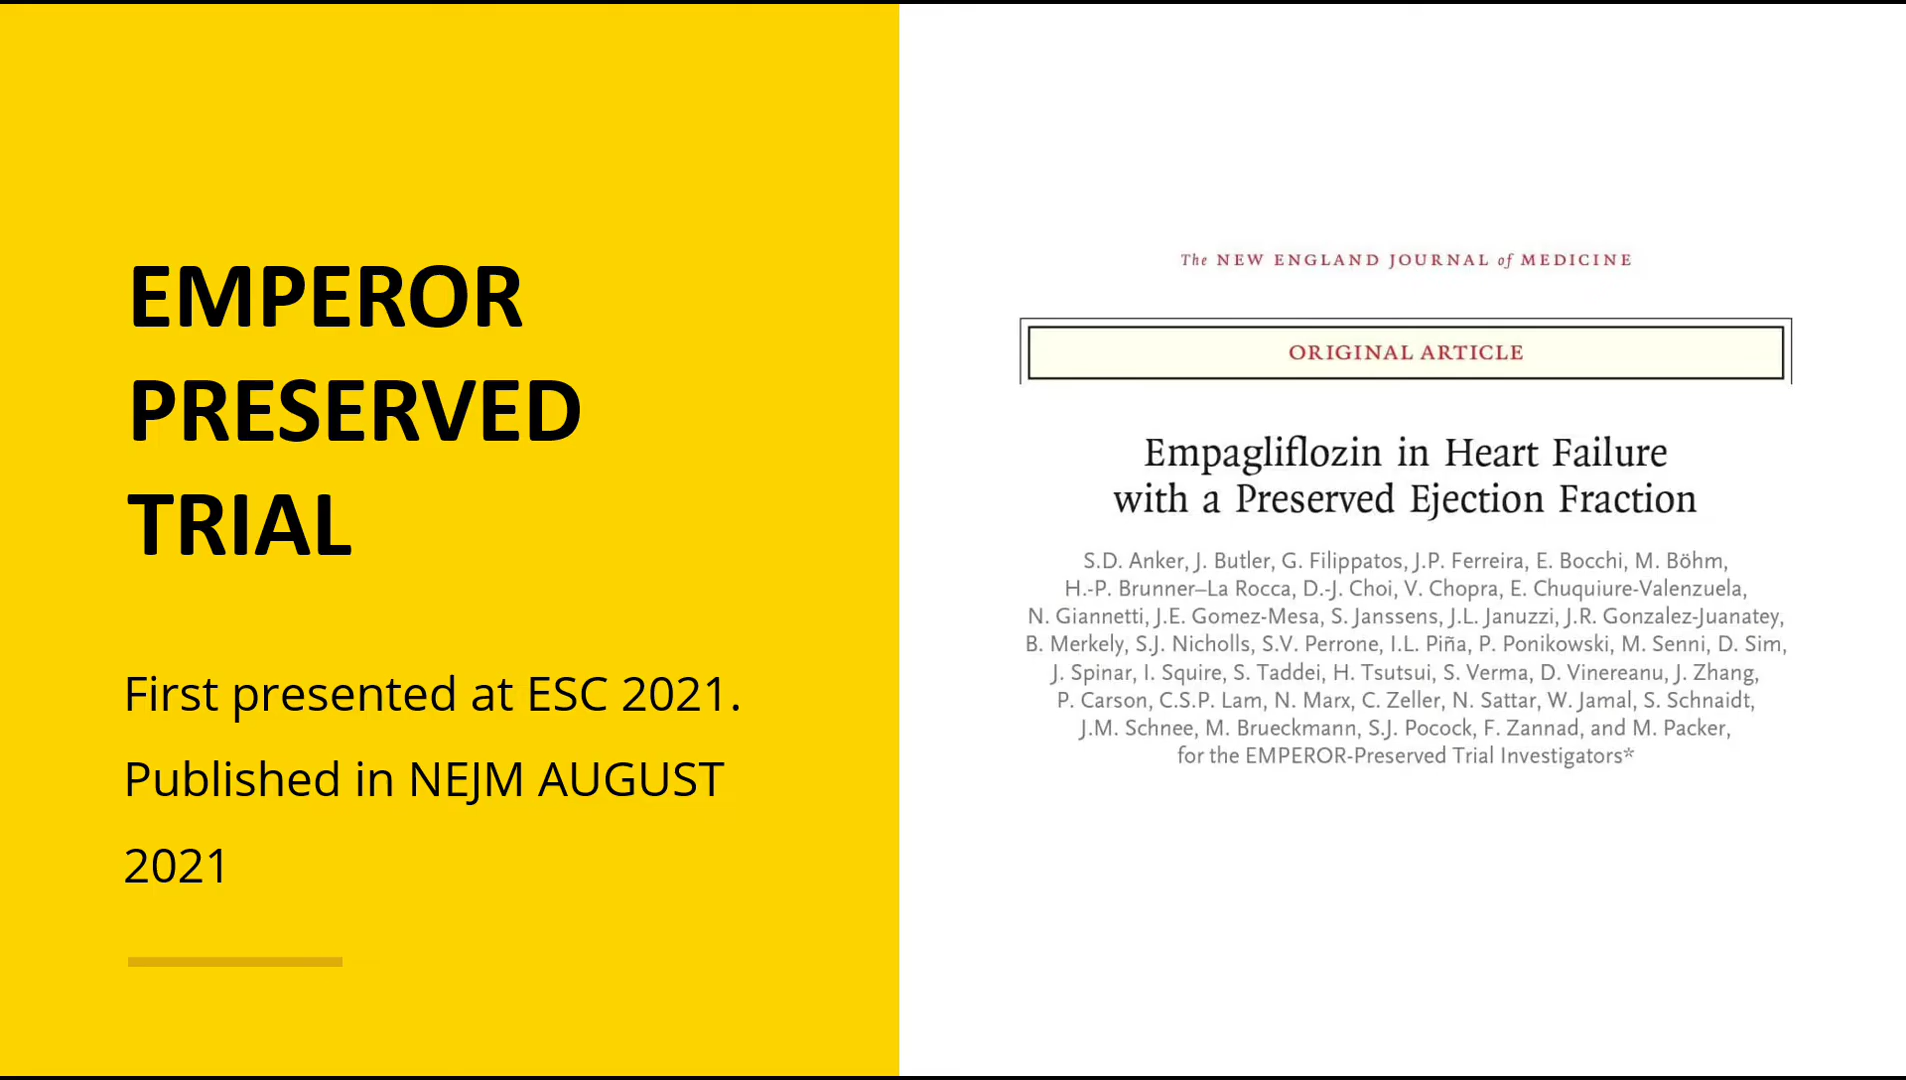 EMPEROR
PRESERVED
TRIAL
First presented at ESC 2021.
Published in NEJM AUGUST
2021
The NEW ENGLAND JOURNAL of MEDICINE
ORIGINAL ARTICLE
Empagliflozin in Heart Failure
with a Preserved Ejection Fraction
S.D. Anker, J. Butler, G. Filippatos, J.P. Ferreira, E. Bocchi, M. Böhm,
H.-P. Brunner–La Rocca, D.-J. Choi, V. Chopra, E. Chuquiure-Valenzuela,
N. Giannetti, J.E. Gomez-Mesa, S. Janssens, J.L. Januzzi, J.R. Gonzalez-Juanatey,
B. Merkely, S.J. Nicholls, S.V. Perrone, I.L. Piña, P. Ponikowski, M. Senni, D. Sim,
J. Spinar, I. Squire, S. Taddei, H. Tsutsui, S. Verma, D. Vinereanu, J. Zhang,
P. Carson, C.S.P. Lam, N. Marx, C. Zeller, N. Sattar, W. Jamal, S. Schnaidt,
J.M. Schnee, M. Brueckmann, S.J. Pocock, F. Zannad, and M. Packer,
for the EMPEROR-Preserved Trial Investigators*